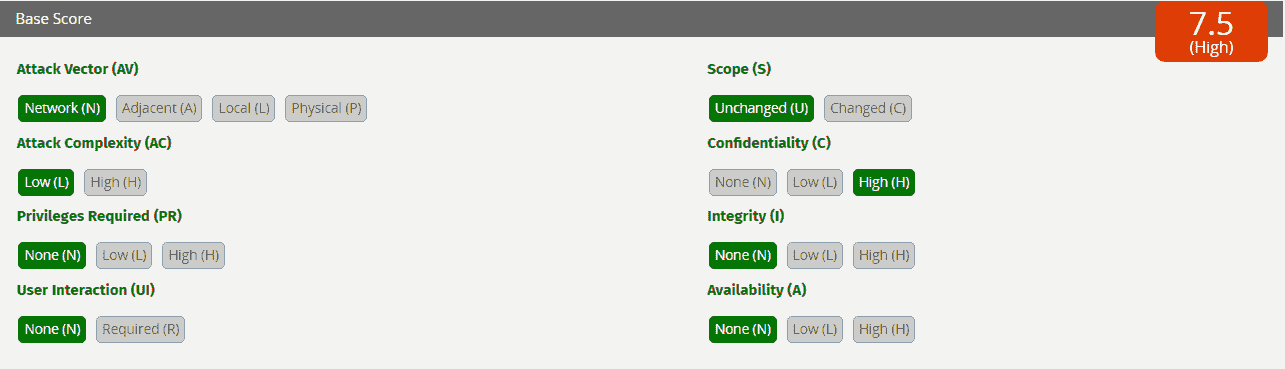 Base Score
7.5
(High)
Attack Vector (AV)
Network (N) Adjacent (A) Local (L) Physical (P)
Attack Complexity (AC)
Low (L) High (H)
Privileges Required (PR)
None (N) Low (L) High (H)
User Interaction (UI)
None (N) Required (R)
Scope (S)
Unchanged (U) Changed (C)
Confidentiality (C)
None (N) Low (L) High (H)
Integrity (I)
None (N) Low (L) High (H)
Availability (A)
None (N) Low (L) High (H)